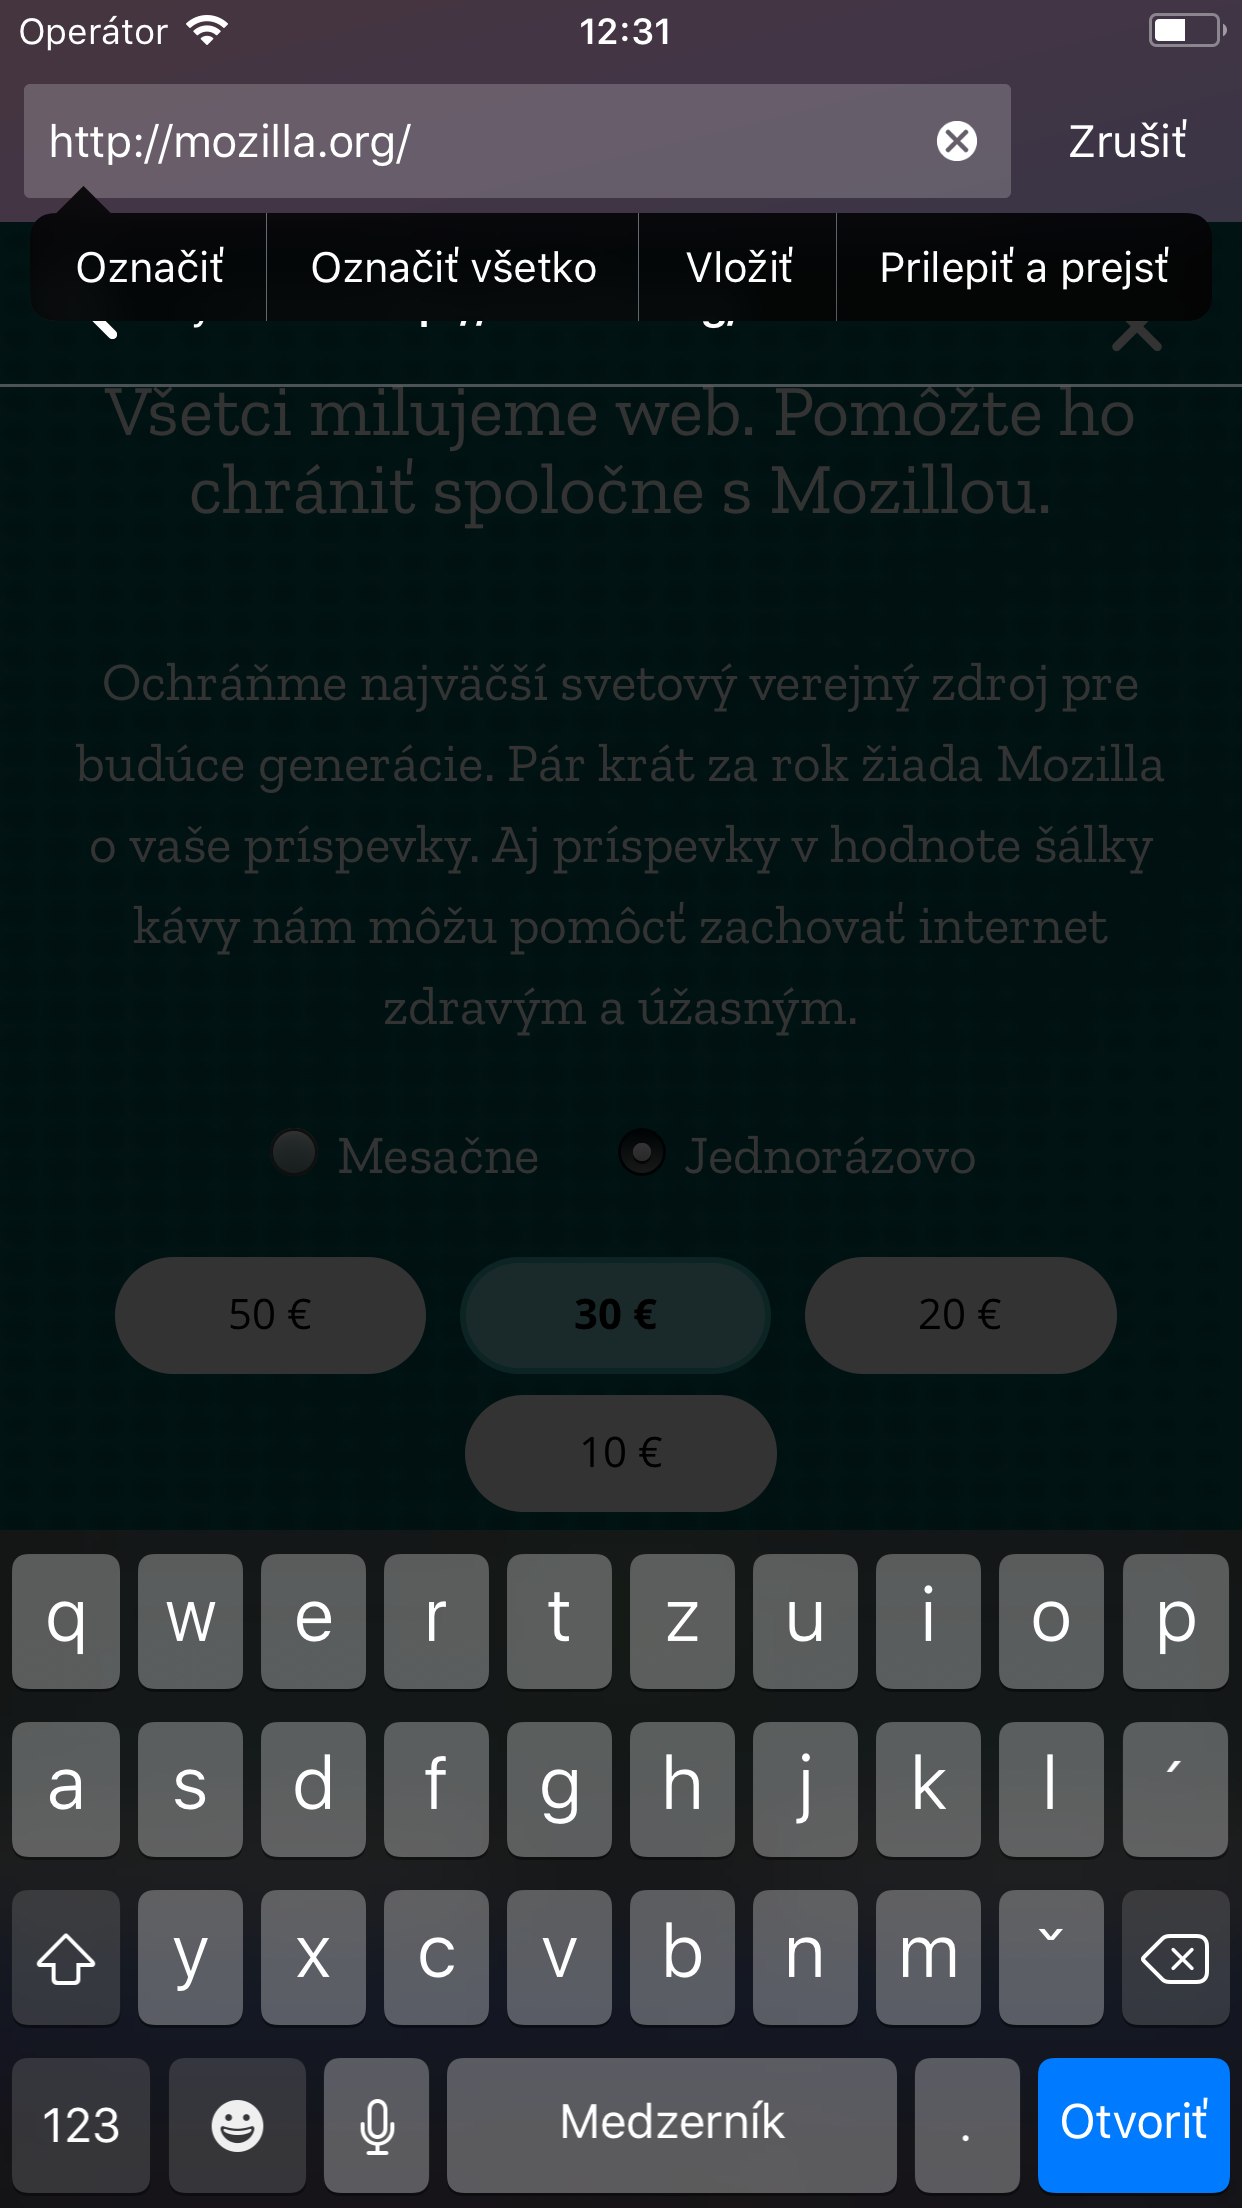 Operátor 12:31
http://mozilla.org/ Zrušiť
Označiť Označiť všetko Vložiť Prilepiť a prejsť
Všetci milujeme web. Pomôžte ho
chrániť spoločne s Mozillou.
Ochráňme najväčší svetový verejný zdroj pre
budúce generácie. Pár krát za rok žiada Mozilla
o vaše príspevky. Aj príspevky v hodnote šálky
kávy nám môžu pomôcť zachovať internet
zdravým a úžasným.
Mesačne Jednorázovo
50 € 30 € 20 €
10 €
q w e r t z u i o p
a s d f g h j k l ´
y x c v b n m ˇ
123 Medzerník . Otvoriť